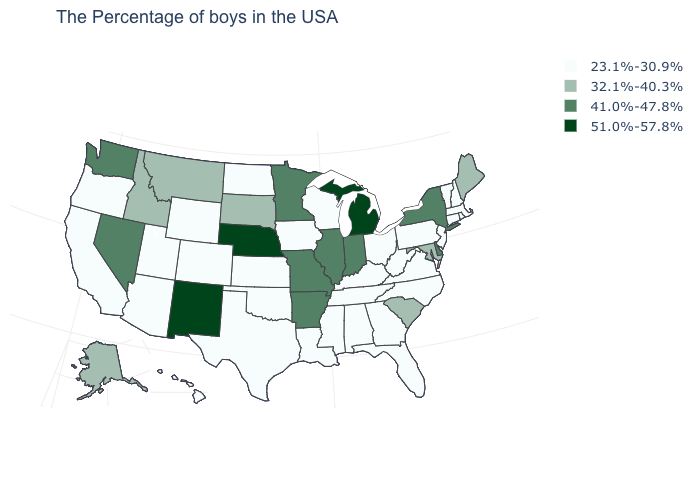 The Percentage of boys in the USA
23.1%-30.9%
32.1%-40.3%
41.0%-47.8%
51.0%-57.8%